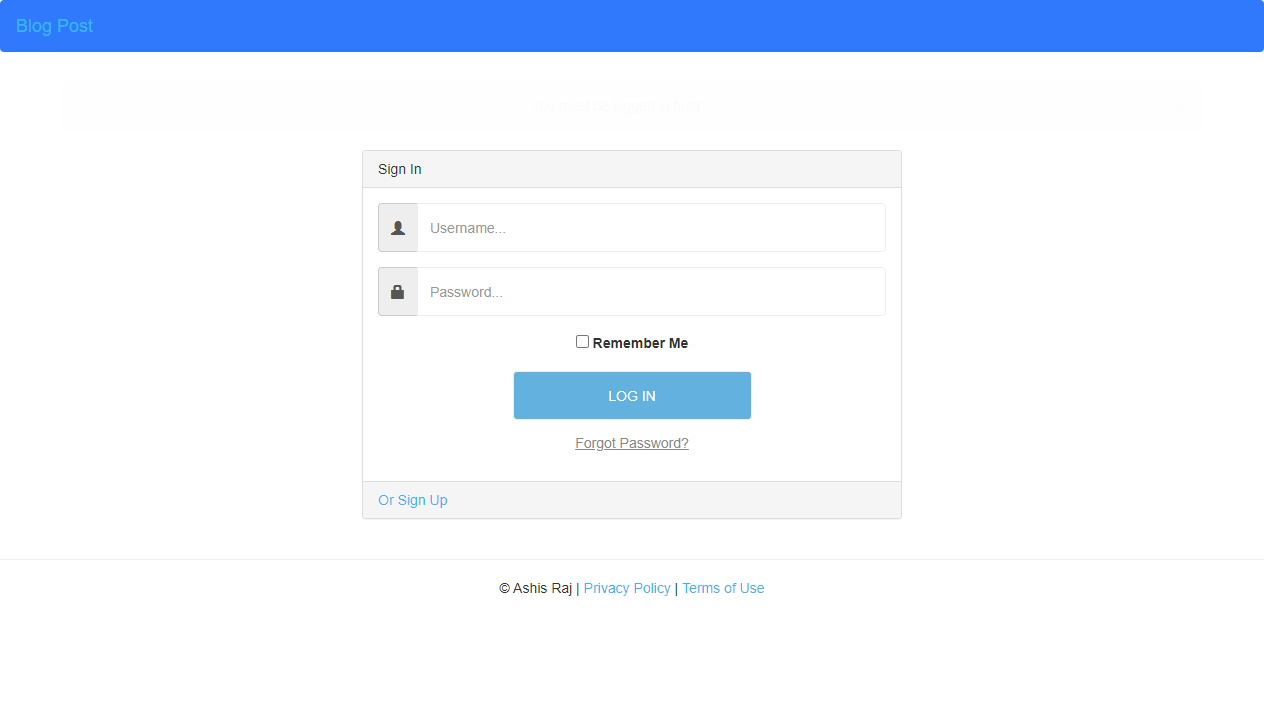 Blog Post
Sign In
Username...
Password...
Remember Me
LOG IN
Forgot Password?
Or Sign Up
© Ashis Raj | Privacy Policy | Terms of Use